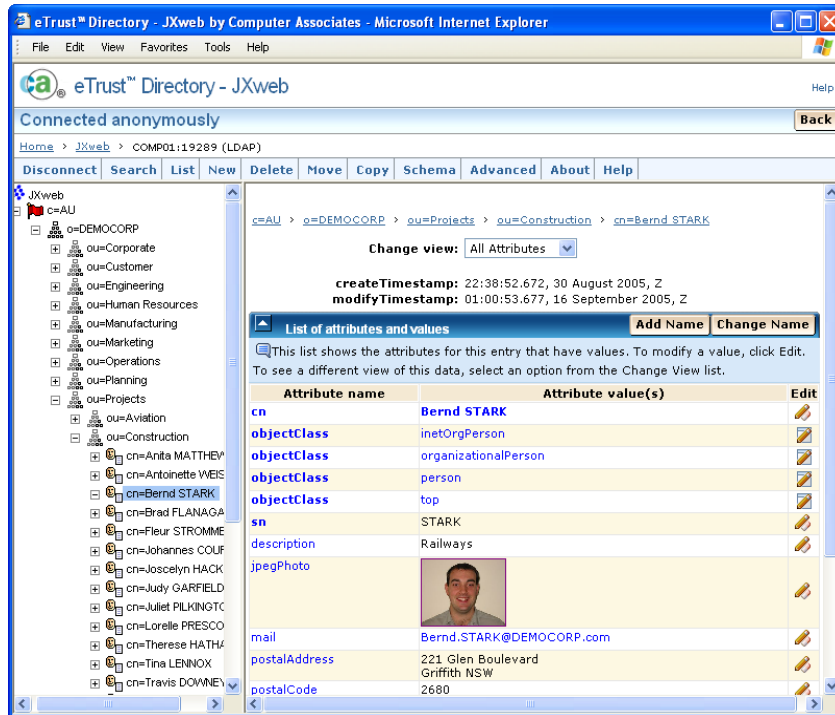 eTrust™ Directory - JXweb by Computer Associates - Microsoft Internet Explorer
File Edit View Favorites Tools Help
ca® eTrust™ Directory - JXweb
Help
Connected anonymously
Back
Home > JXweb > COMP01:19289 (LDAP)
Disconnect Search List New Delete Move Copy Schema Advanced About Help
JXweb
c=AU
o=DEMOCORP
ou=Corporate
ou=Customer
ou=Engineering
ou=Human Resources
ou=Manufacturing
ou=Marketing
ou=Operations
ou=Planning
ou=Projects
ou=Aviation
ou=Construction
cn=Anita MATTHEW
cn=Antoinette WEIS
cn=Bernd STARK
cn=Brad FLANAGA
cn=Fleur STROMME
cn=Johannes COUR
cn=Joscelyn HACK
cn=Judy GARFIELD
cn=Juliet PILKINGTO
cn=Lorelle PRESCO
cn=Therese HATHA
cn=Tina LENNOX
cn=Travis DOWNEY
c=AU > o=DEMOCORP > ou=Projects > ou=Construction > cn=Bernd STARK
Change view: All Attributes
createTimestamp: 22:38:52.672, 30 August 2005, Z
modifyTimestamp: 01:00:53.677, 16 September 2005, Z
List of attributes and values
Add Name Change Name
This list shows the attributes for this entry that have values. To modify a value, click Edit.
To see a different view of this data, select an option from the Change View list.
Attribute name Attribute value(s) Edit
cn Bernd STARK
objectClass inetOrgPerson
objectClass organizationalPerson
objectClass person
objectClass top
sn STARK
description Railways
jpegPhoto
mail Bernd.STARK@DEMOCORP.com
postalAddress 221 Glen Boulevard
Griffith NSW
postalCode 2680